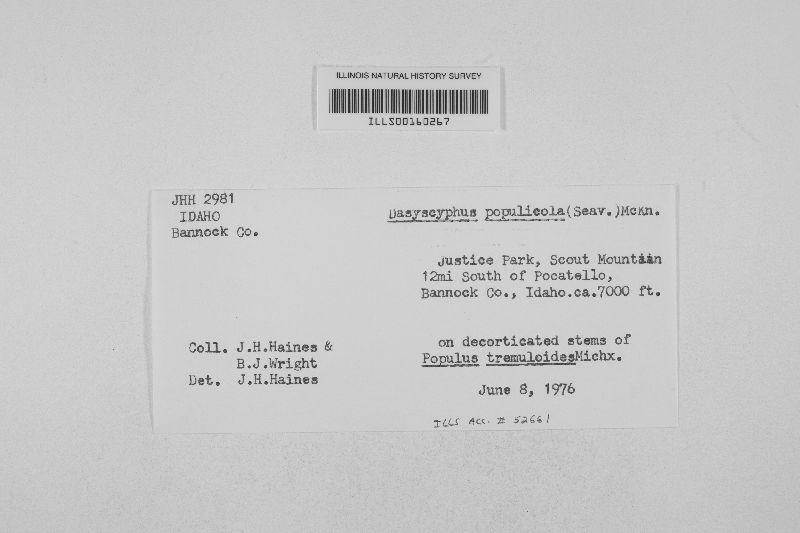 ILLINOIS NATURAL HISTORY SURVEY
ILLS00160267
JHH 2981
IDAHO
Bannock Co.
Dasyscyphus populicola(Seav.)McKn.
Justice Park, Scout Mountain
12mi South of Pocatello,
Bannock Co., Idaho.ca.7000 ft.
Coll. J.H.Haines &
B.J.Wright
Det. J.H.Haines
on decorticated stems of
Populus tremuloidesMichx.
June 8, 1976
ILLS Acc. # 52661